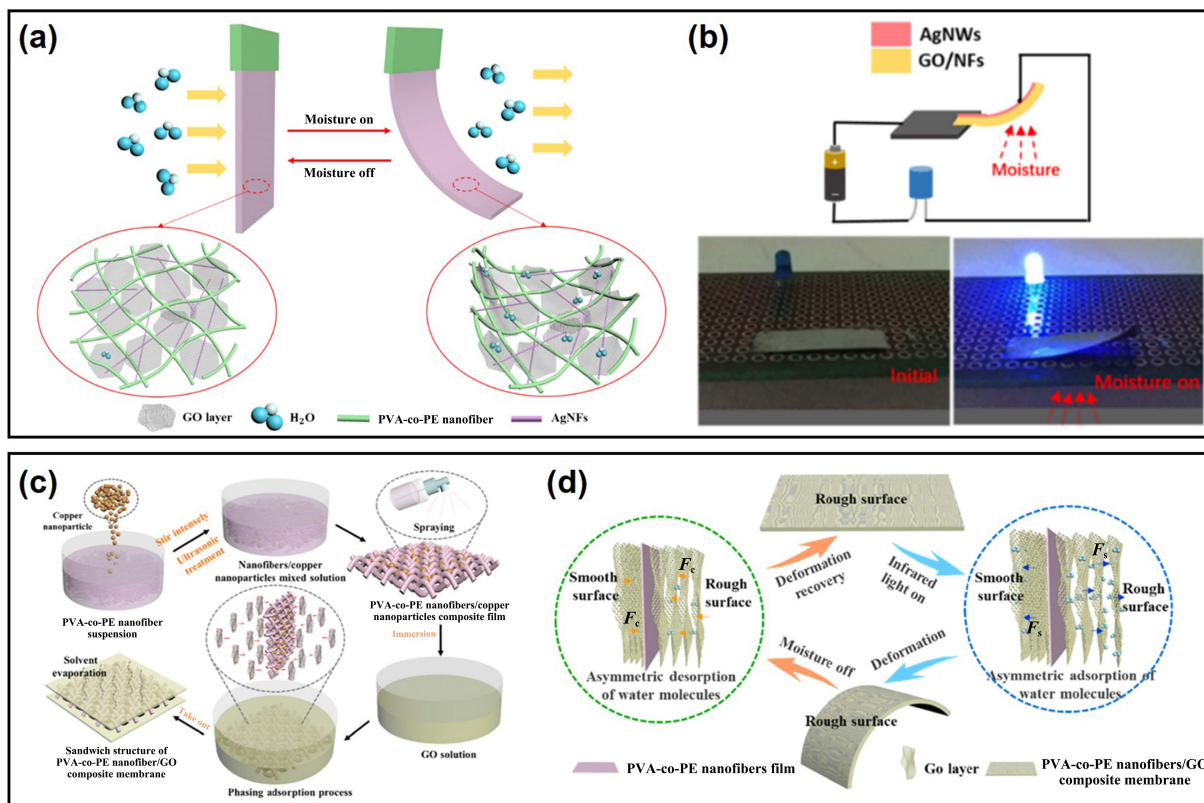 (a)
Moisture on
Moisture off
GO layer
H₂O
PVA-co-PE nanofiber
AgNFs
(b)
AgNWs
GO/NFs
+
Moisture
Initial
Moisture on
(c)
Copper
nanoparticle
Stir intensely
Ultrasonic
treatment
PVA-co-PE nanofiber
suspension
Nanofibers/copper
nanoparticles mixed solution
Spraying
PVA-co-PE nanofibers/copper
nanoparticles composite film
Immersion
GO solution
Phasing adsorption process
Take out
Solvent
evaporation
Sandwich structure of
PVA-co-PE nanofiber/GO
composite membrane
(d)
Rough surface
Smooth
surface
Fc
Fc
Rough
surface
Asymmetric desorption
of water molecules
Deformation
recovery
Infrared
light on
Smooth
surface
Fs
Fs
Rough
surface
Asymmetric adsorption of
water molecules
Moisture off
Deformation
Rough surface
PVA-co-PE nanofibers film
Go layer
PVA-co-PE nanofibers/GO
composite membrane